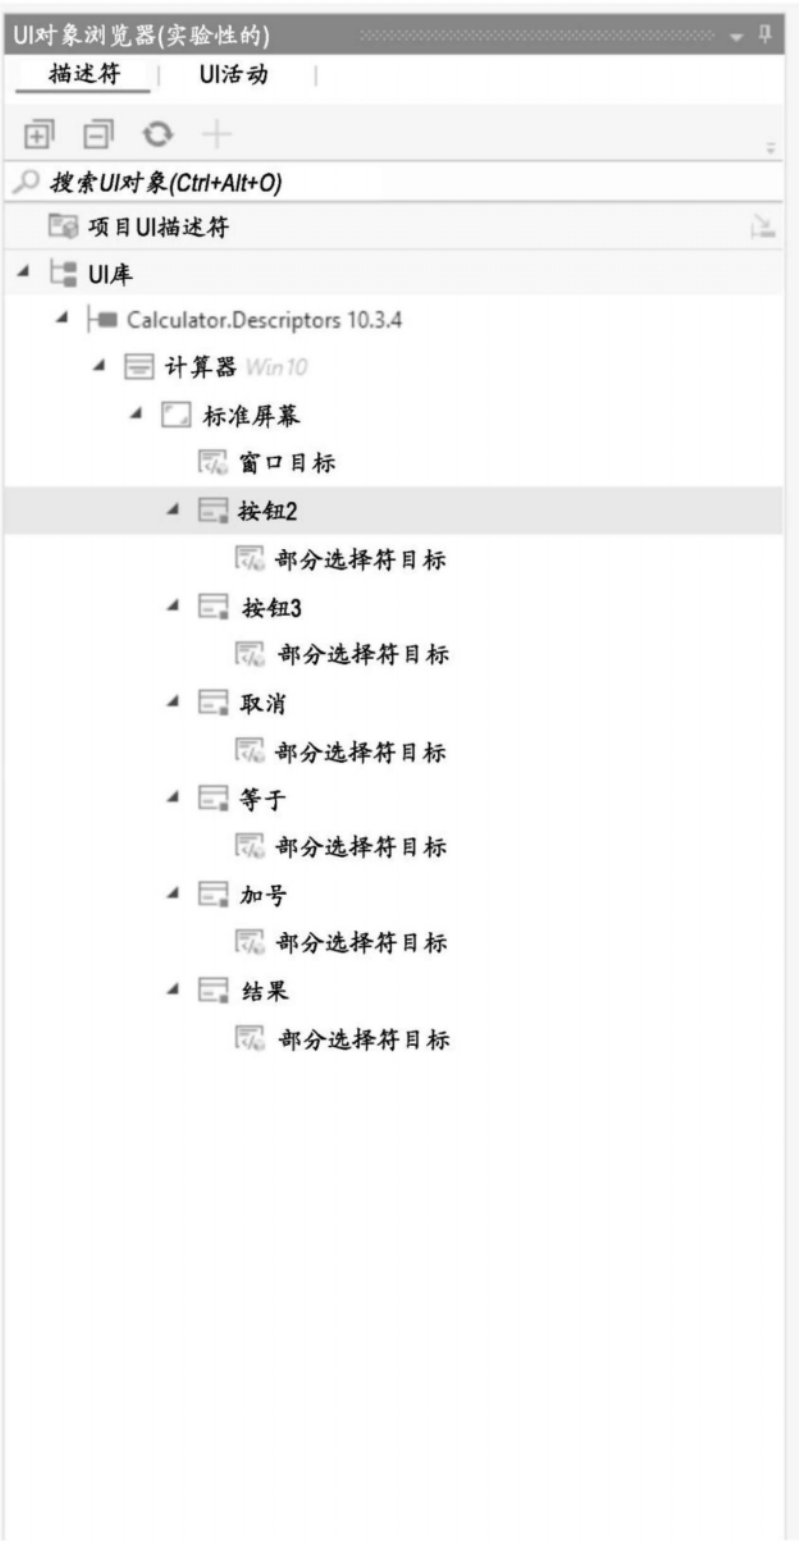 UI对象浏览器(实验性的)
描述符 UI活动
搜索UI对象(Ctrl+Alt+O)
项目UI描述符
UI库
Calculator.Descriptors 10.3.4
计算器 Win10
标准屏幕
窗口目标
按钮2
部分选择符目标
按钮3
部分选择符目标
取消
部分选择符目标
等于
部分选择符目标
加号
部分选择符目标
结果
部分选择符目标